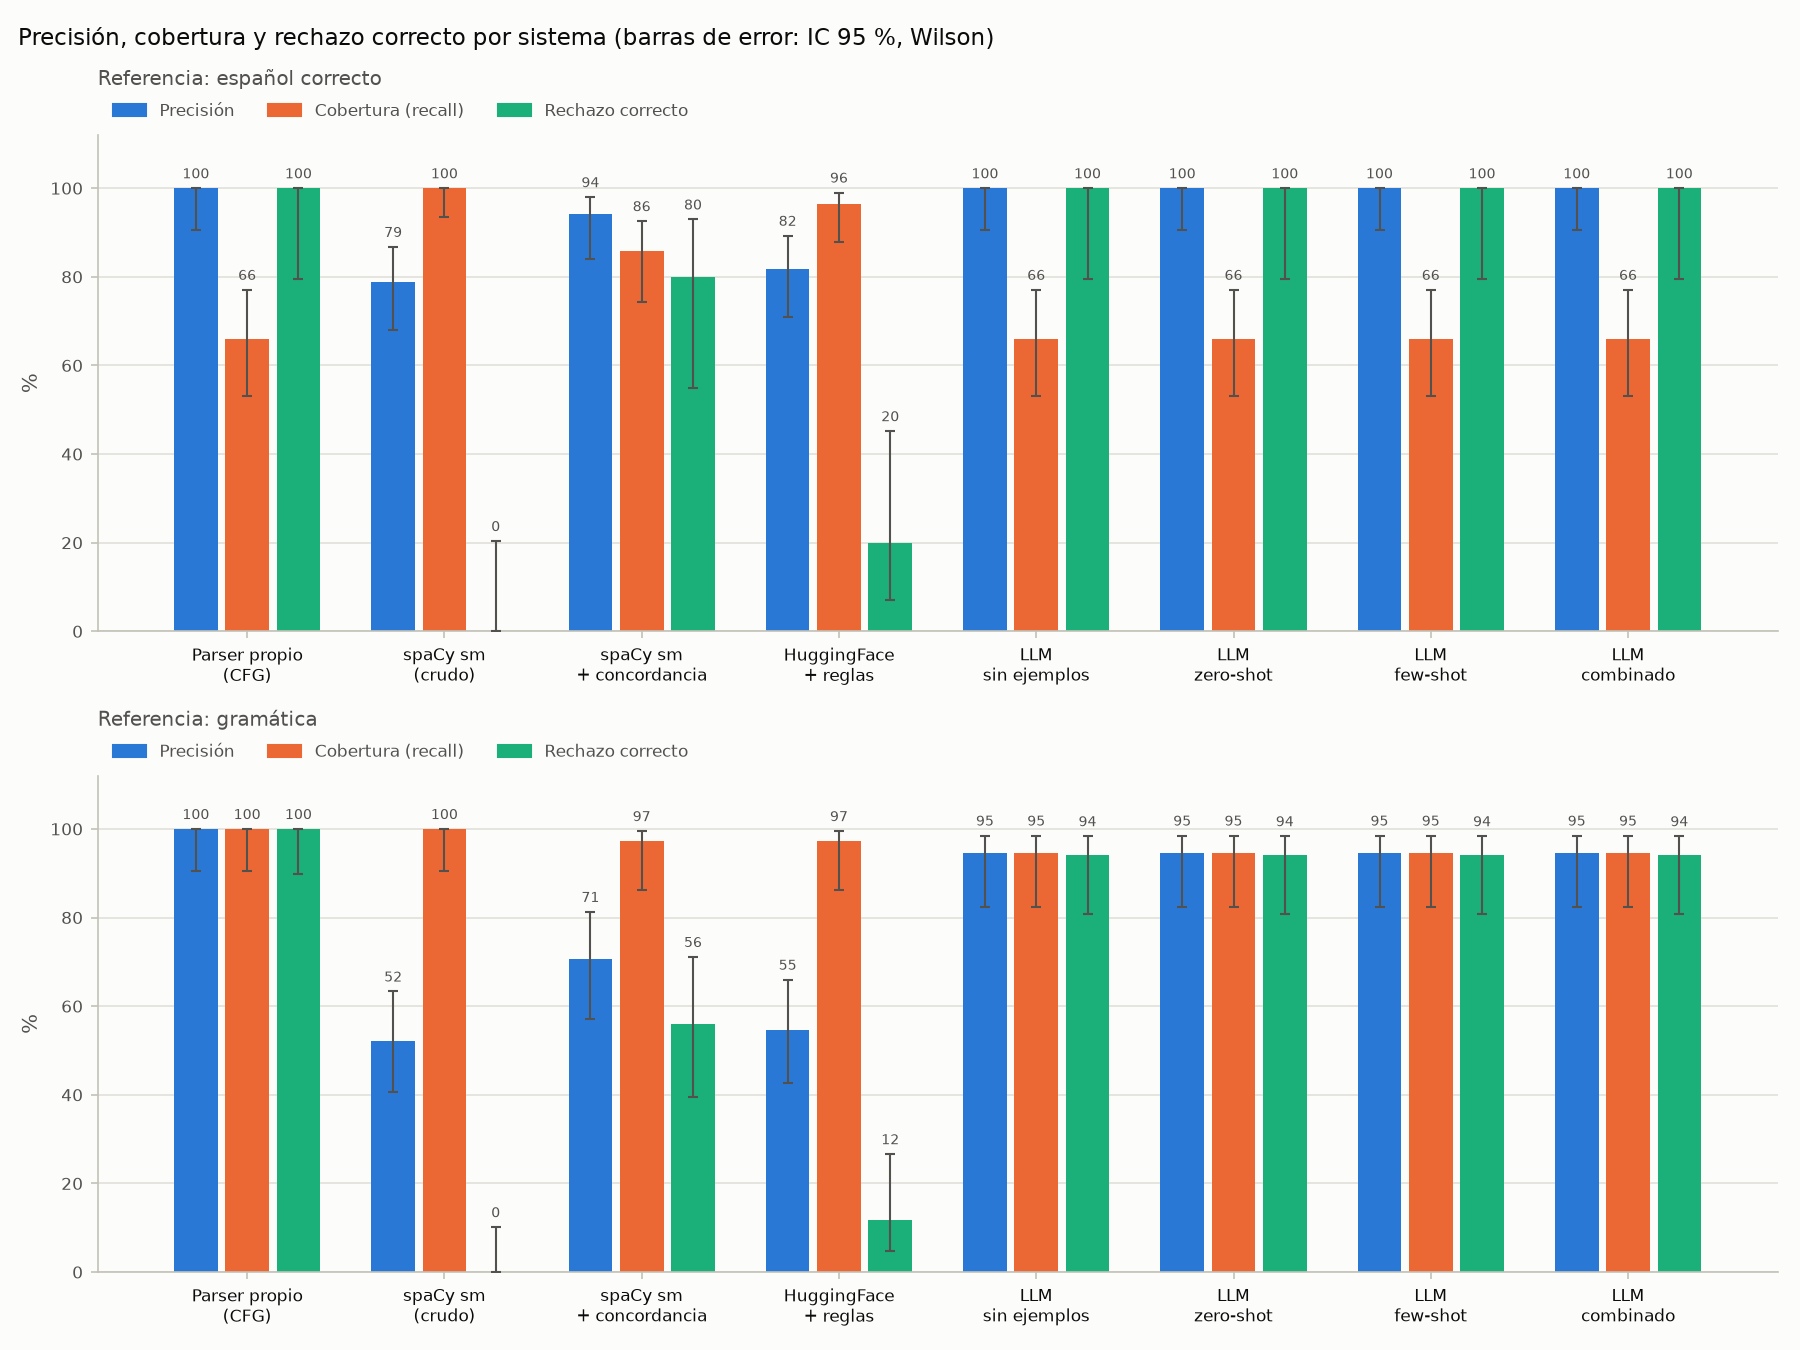 Precisión, cobertura y rechazo correcto por sistema (barras de error: IC 95 %, Wilson)
Referencia: español correcto
Precisión Cobertura (recall) Rechazo correcto
100 66 100 79 100 0 94 86 80 82 96 20 100 66 100 100 66 100 100 66 100 100 66 100
100
80
60
40
20
0
%
Parser propio spaCy sm spaCy sm HuggingFace LLM LLM LLM LLM
(CFG) (crudo) + concordancia + reglas sin ejemplos zero-shot few-shot combinado
Referencia: gramática
Precisión Cobertura (recall) Rechazo correcto
100 100 100 52 100 0 71 97 56 55 97 12 95 95 94 95 95 94 95 95 94 95 95 94
100
80
60
40
20
0
%
Parser propio spaCy sm spaCy sm HuggingFace LLM LLM LLM LLM
(CFG) (crudo) + concordancia + reglas sin ejemplos zero-shot few-shot combinado